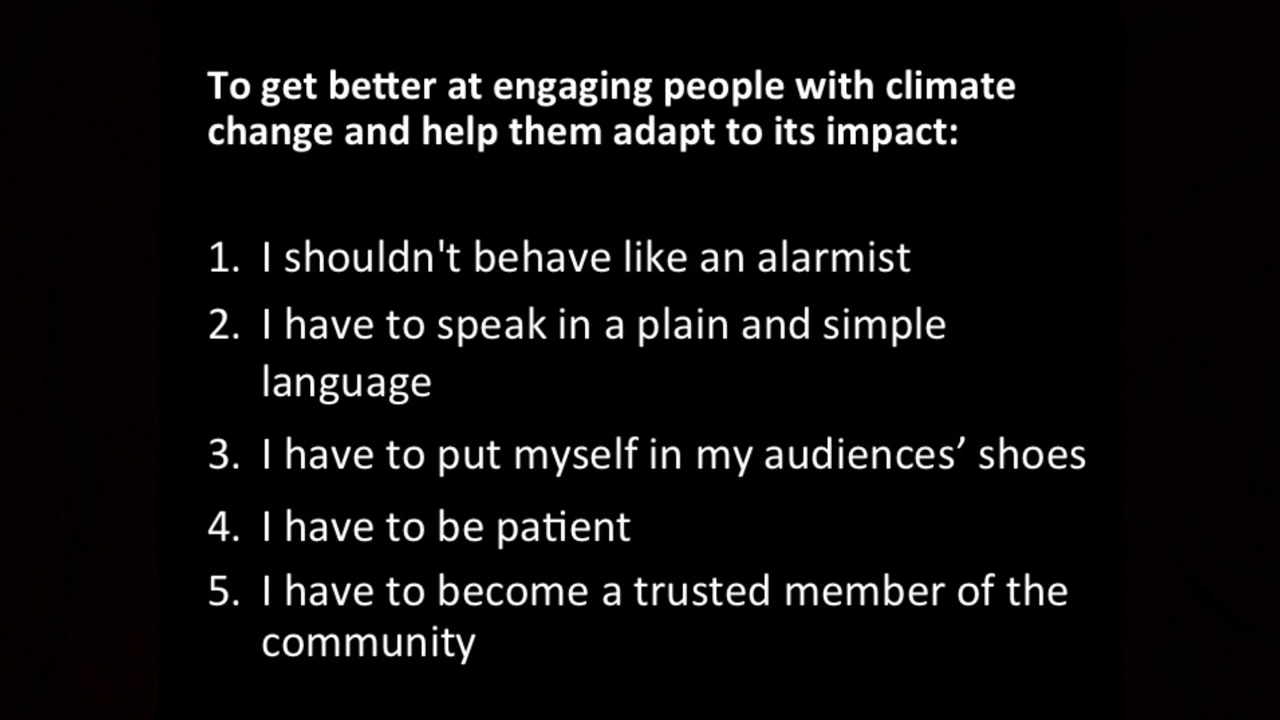 To get better at engaging people with climate
change and help them adapt to its impact:
1. I shouldn't behave like an alarmist
2. I have to speak in a plain and simple
language
3. I have to put myself in my audiences’ shoes
4. I have to be patient
5. I have to become a trusted member of the
community